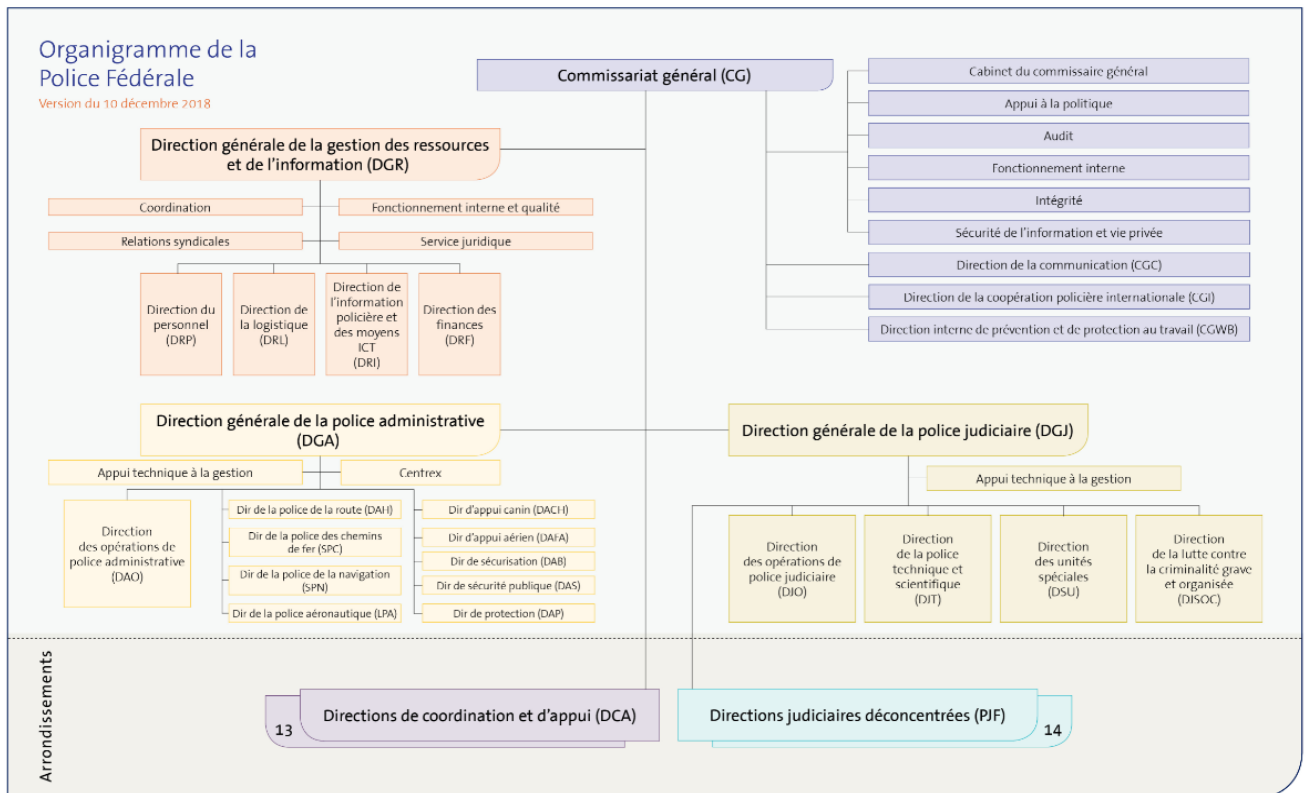 Organigramme de la
Police Fédérale
Version du 10 décembre 2018
Commissariat général (CG)
Cabinet du commissaire général
Appui à la politique
Audit
Fonctionnement interne
Intégrité
Sécurité de l'information et vie privée
Direction de la communication (CGC)
Direction de la coopération policière internationale (CGI)
Direction interne de prévention et de protection au travail (CGWB)
Direction générale de la gestion des ressources
et de l'information (DGR)
Coordination
Fonctionnement interne et qualité
Relations syndicales
Service juridique
Direction du
personnel
(DRP)
Direction de
la logistique
(DRL)
Direction de
l'information
policière et
des moyens
ICT
(DRI)
Direction des
finances
(DRF)
Direction générale de la police administrative
(DGA)
Appui technique à la gestion
Centrex
Direction
des opérations de
police administrative
(DAO)
Dir de la police de la route (DAH)
Dir de la police des chemins
de fer (SPC)
Dir de la police de la navigation
(SPN)
Dir de la police aéronautique (LPA)
Dir d'appui canin (DACH)
Dir d'appui aérien (DAFA)
Dir de sécurisation (DAB)
Dir de sécurité publique (DAS)
Dir de protection (DAP)
Direction générale de la police judiciaire (DGJ)
Appui technique à la gestion
Direction
des opérations de
police judiciaire
(DJO)
Direction
de la police
technique et
scientifique
(DJT)
Direction
des unités
spéciales
(DSU)
Direction
de la lutte contre
la criminalité grave
et organisée
(DJSOC)
Arrondissements
Directions de coordination et d'appui (DCA)
13
Directions judiciaires déconcentrées (PJF)
14